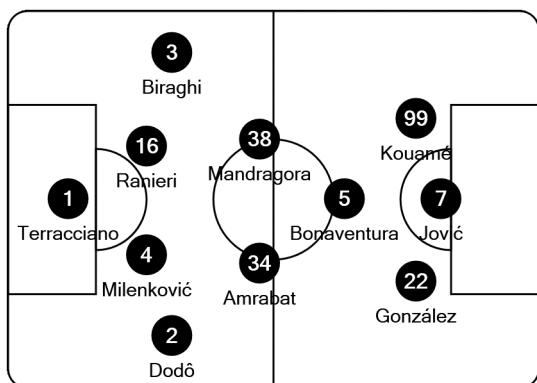 3
Biraghi
16
Ranieri
1
Terracciano
4
Milenković
2
Dodô
38
Mandragora
34
Amrabat
5
Bonaventura
99
Kouamé
7
Jović
22
González